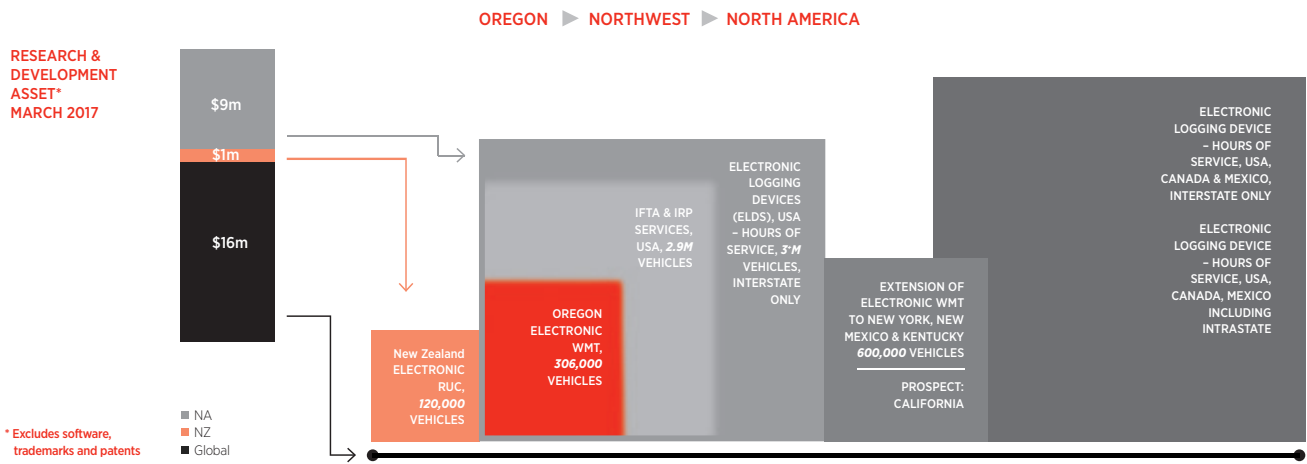 OREGON ▶ NORTHWEST ▶ NORTH AMERICA
RESEARCH &
DEVELOPMENT
ASSET*
MARCH 2017
$9m
$1m
$16m
NA
NZ
Global
* Excludes software,
trademarks and patents
New Zealand
ELECTRONIC
RUC,
120,000
VEHICLES
OREGON
ELECTRONIC
WMT,
306,000
VEHICLES
IFTA & IRP
SERVICES,
USA, 2.9M
VEHICLES
ELECTRONIC
LOGGING
DEVICES
(ELDS), USA
– HOURS OF
SERVICE, 3+M
VEHICLES,
INTERSTATE
ONLY
EXTENSION OF
ELECTRONIC WMT
TO NEW YORK, NEW
MEXICO & KENTUCKY
600,000 VEHICLES
PROSPECT:
CALIFORNIA
ELECTRONIC
LOGGING DEVICE
– HOURS OF
SERVICE, USA,
CANADA & MEXICO,
INTERSTATE ONLY
ELECTRONIC
LOGGING DEVICE
– HOURS OF
SERVICE, USA,
CANADA, MEXICO
INCLUDING
INTRASTATE